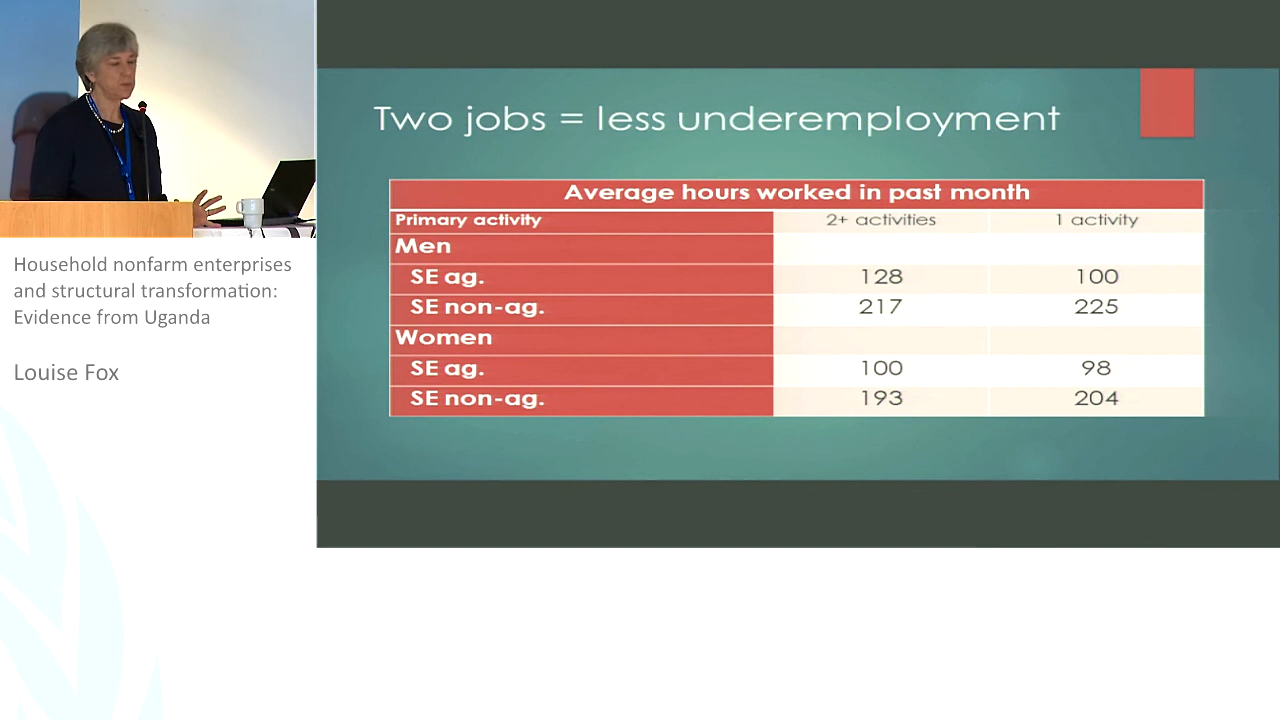 Household nonfarm enterprises
and structural transformation:
Evidence from Uganda
Louise Fox
Two jobs = less underemployment
Average hours worked in past month
Primary activity 2+ activities 1 activity
Men
SE ag. 128 100
SE non-ag. 217 225
Women
SE ag. 100 98
SE non-ag. 193 204